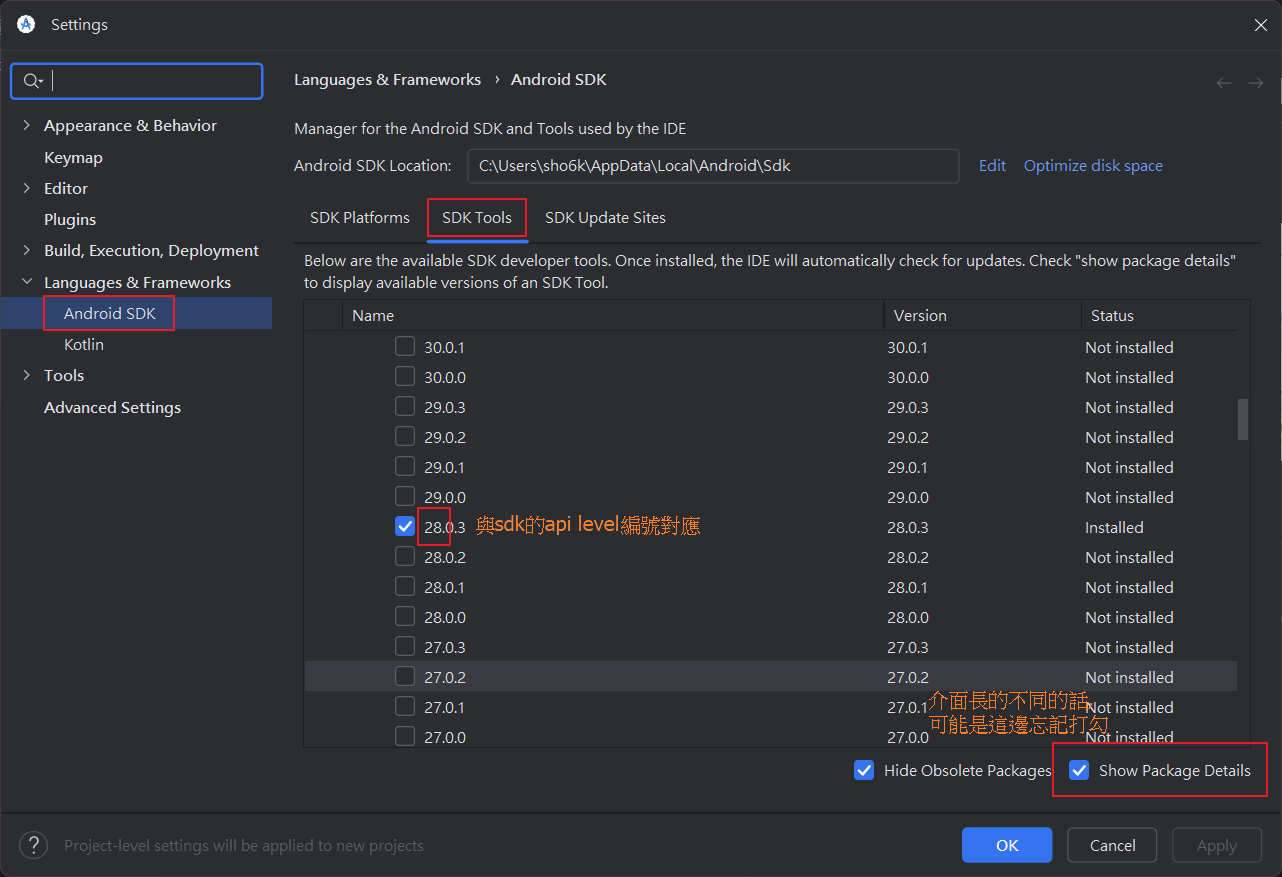 Settings
Languages & Frameworks › Android SDK
Appearance & Behavior
Keymap
Editor
Plugins
Build, Execution, Deployment
Languages & Frameworks
Android SDK
Kotlin
Tools
Advanced Settings
Manager for the Android SDK and Tools used by the IDE
Android SDK Location: C:\Users\sho6k\AppData\Local\Android\Sdk Edit Optimize disk space
SDK Platforms SDK Tools SDK Update Sites
Below are the available SDK developer tools. Once installed, the IDE will automatically check for updates. Check "show package details"
to display available versions of an SDK Tool.
Name Version Status
30.0.1 30.0.1 Not installed
30.0.0 30.0.0 Not installed
29.0.3 29.0.3 Not installed
29.0.2 29.0.2 Not installed
29.0.1 29.0.1 Not installed
29.0.0 29.0.0 Not installed
28.0.3 與sdk的api level編號對應 28.0.3 Installed
28.0.2 28.0.2 Not installed
28.0.1 28.0.1 Not installed
28.0.0 28.0.0 Not installed
27.0.3 27.0.3 Not installed
27.0.2 27.0.2 Not installed
27.0.1 27.0.1 Not installed
介面長的不同的話,
可能是這邊忘記打勾
27.0.0 27.0.0 Not installed
Hide Obsolete Packages Show Package Details
? Project-level settings will be applied to new projects
OK Cancel Apply